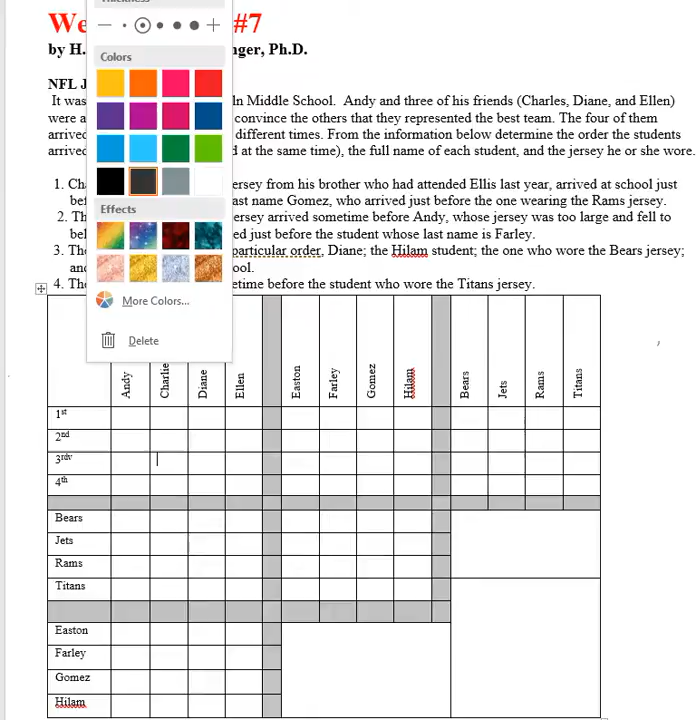 Thickness
We #7
by H. nger, Ph.D.
Colors
NFL J
It was ln Middle School. Andy and three of his friends (Charles, Diane, and Ellen)
were a convince the others that they represented the best team. The four of them
arrived different times. From the information below determine the order the students
arrived d at the same time), the full name of each student, and the jersey he or she wore.
1. Cha ersey from his brother who had attended Ellis last year, arrived at school just
bef ast name Gomez, who arrived just before the one wearing the Rams jersey.
Effects
2. Th ersey arrived sometime before Andy, whose jersey was too large and fell to
bel ed just before the student whose last name is Farley.
3. The particular order, Diane; the Hilam student; the one who wore the Bears jersey;
and ool.
4. The etime before the student who wore the Titans jersey.
More Colors...
Delete
Andy Charlie Diane Ellen Easton Farley Gomez Hilam Bears Jets Rams Titans
1st
2nd
3rdv
4th
Bears
Jets
Rams
Titans
Easton
Farley
Gomez
Hilam